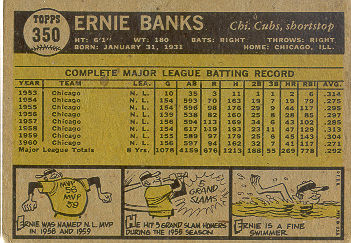 TOPPS
350
ERNIE BANKS
Chi. Cubs, shortstop
HT: 6'1" WT: 180 BATS: RIGHT THROWS: RIGHT
BORN: JANUARY 31, 1931 HOME: CHICAGO, ILL.
COMPLETE MAJOR LEAGUE BATTING RECORD
YEAR TEAM LEA. G AB R H 2B 3B HR RBI AVG.
1953 Chicago N. L. 10 35 3 11 1 1 2 6 .314
1954 Chicago N. L. 154 593 70 163 19 7 19 79 .275
1955 Chicago N. L. 154 596 98 176 29 9 44 117 .295
1956 Chicago N. L. 139 538 82 160 25 8 28 85 .297
1957 Chicago N. L. 156 594 113 169 34 6 43 102 .285
1958 Chicago N. L. 154 617 119 193 23 11 47 129 .313
1959 Chicago N. L. 155 589 97 179 25 6 45 143 .304
1960 Chicago N. L. 156 597 94 162 32 7 41 117 .271
Major League Totals 8 Yrs. 1078 4159 676 1213 188 55 269 778 .292
MVP
58
MVP
59
5 GRAND
SLAMS
ERNIE WAS NAMED N.L. MVP
IN 1958 AND 1959
HE HIT 5 GRAND SLAM HOMERS
DURING THE 1955 SEASON
ERNIE IS A FINE
SWIMMER.